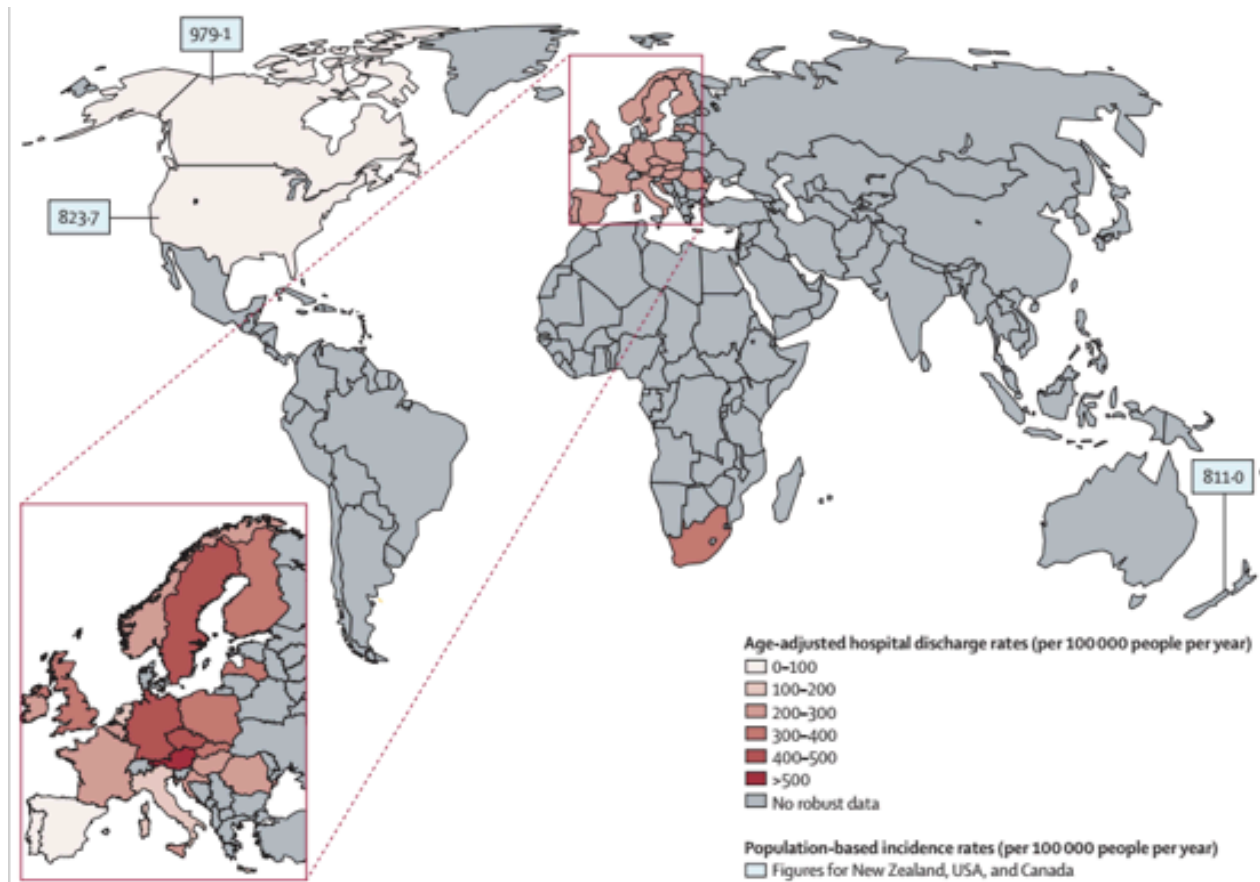 979·1
823·7
811·0
Age-adjusted hospital discharge rates (per 100 000 people per year)
0–100
100–200
200–300
300–400
400–500
>500
No robust data
Population-based incidence rates (per 100 000 people per year)
Figures for New Zealand, USA, and Canada